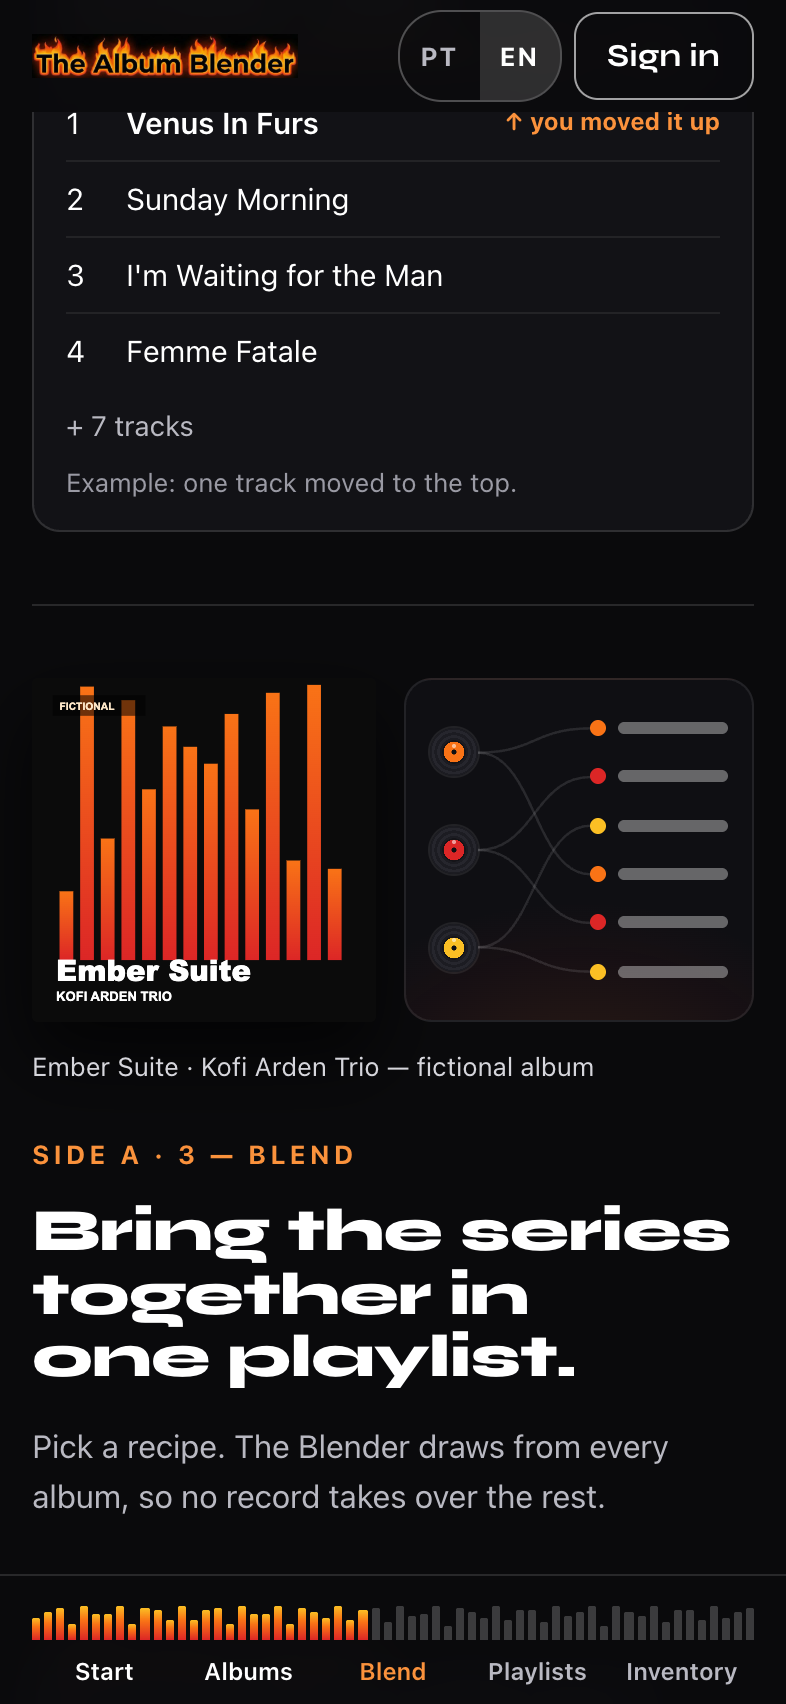 The Album Blender
PT EN
Sign in
1 Venus In Furs ↑ you moved it up
2 Sunday Morning
3 I'm Waiting for the Man
4 Femme Fatale
+ 7 tracks
Example: one track moved to the top.
FICTIONAL
Ember Suite
KOFI ARDEN TRIO
Ember Suite · Kofi Arden Trio — fictional album
SIDE A · 3 — BLEND
Bring the series
together in
one playlist.
Pick a recipe. The Blender draws from every
album, so no record takes over the rest.
Start Albums Blend Playlists Inventory